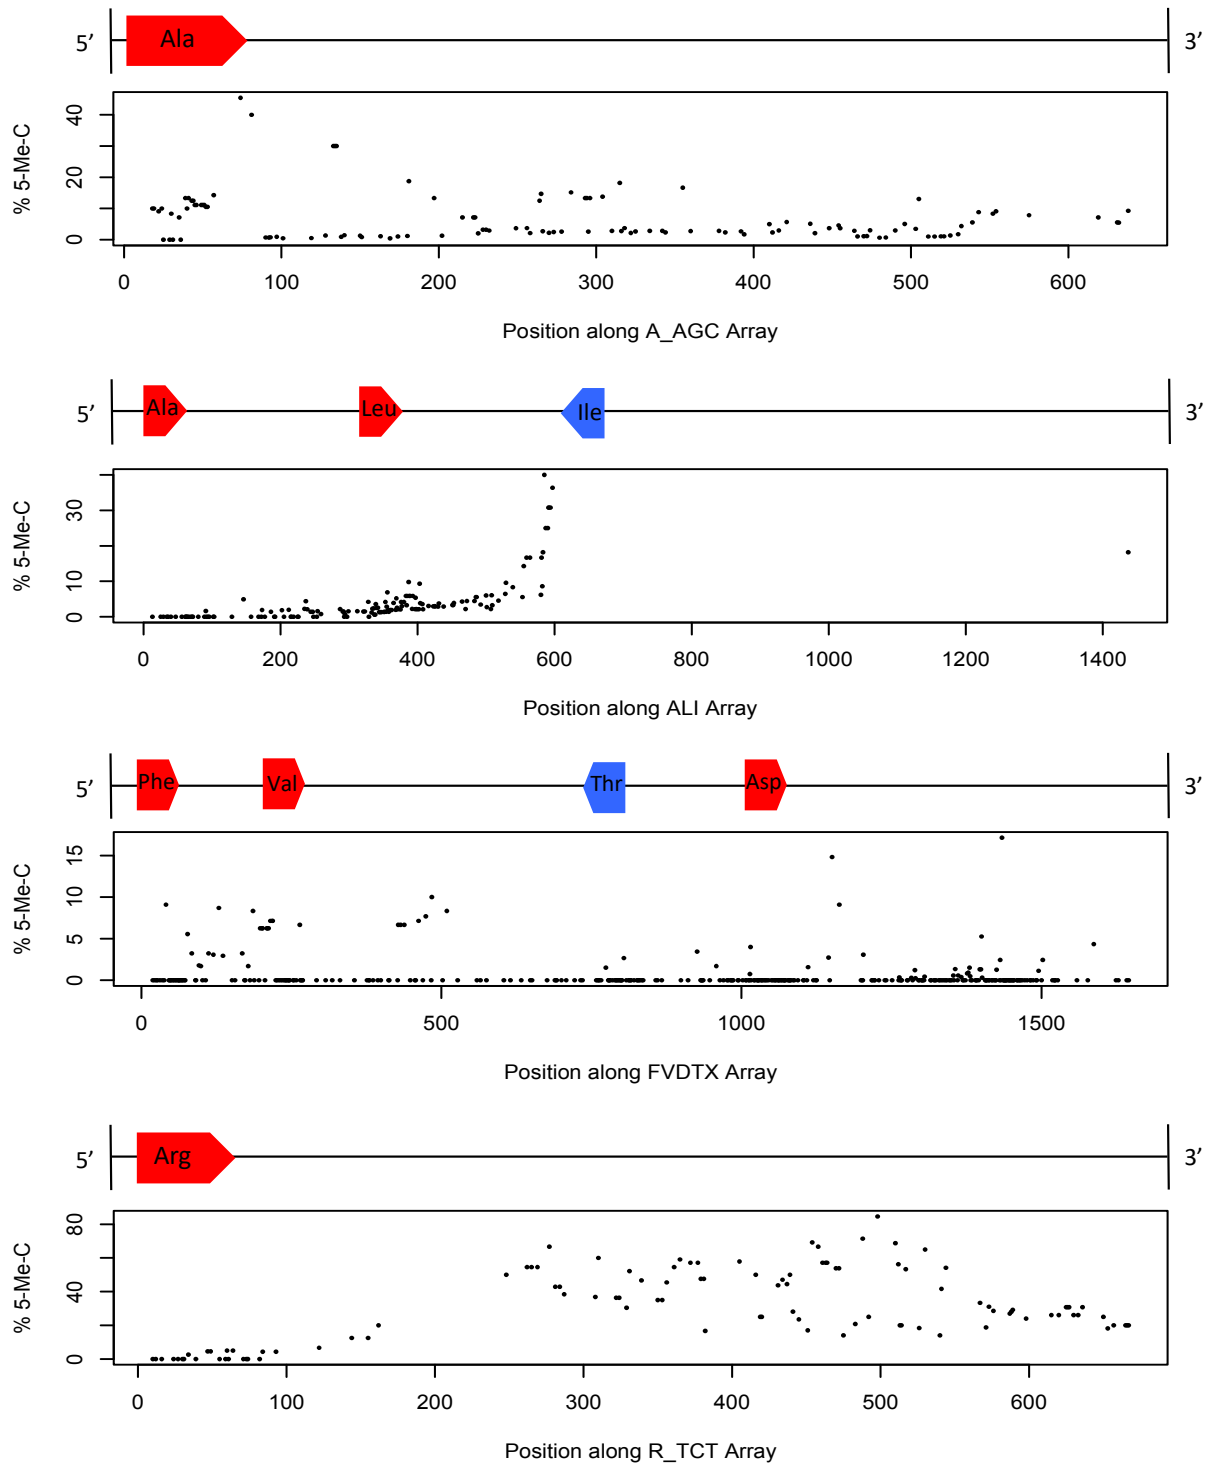 5’ Ala 3’
% 5-Me-C
40
20
0
0 100 200 300 400 500 600
Position along A_AGC Array
5’ Ala Leu Ile 3’
% 5-Me-C
30
10
0
0 200 400 600 800 1000 1200 1400
Position along ALI Array
5’ Phe Val Thr Asp 3’
% 5-Me-C
15
10
5
0
0 500 1000 1500
Position along FVDTX Array
5’ Arg 3’
% 5-Me-C
80
40
0
0 100 200 300 400 500 600
Position along R_TCT Array